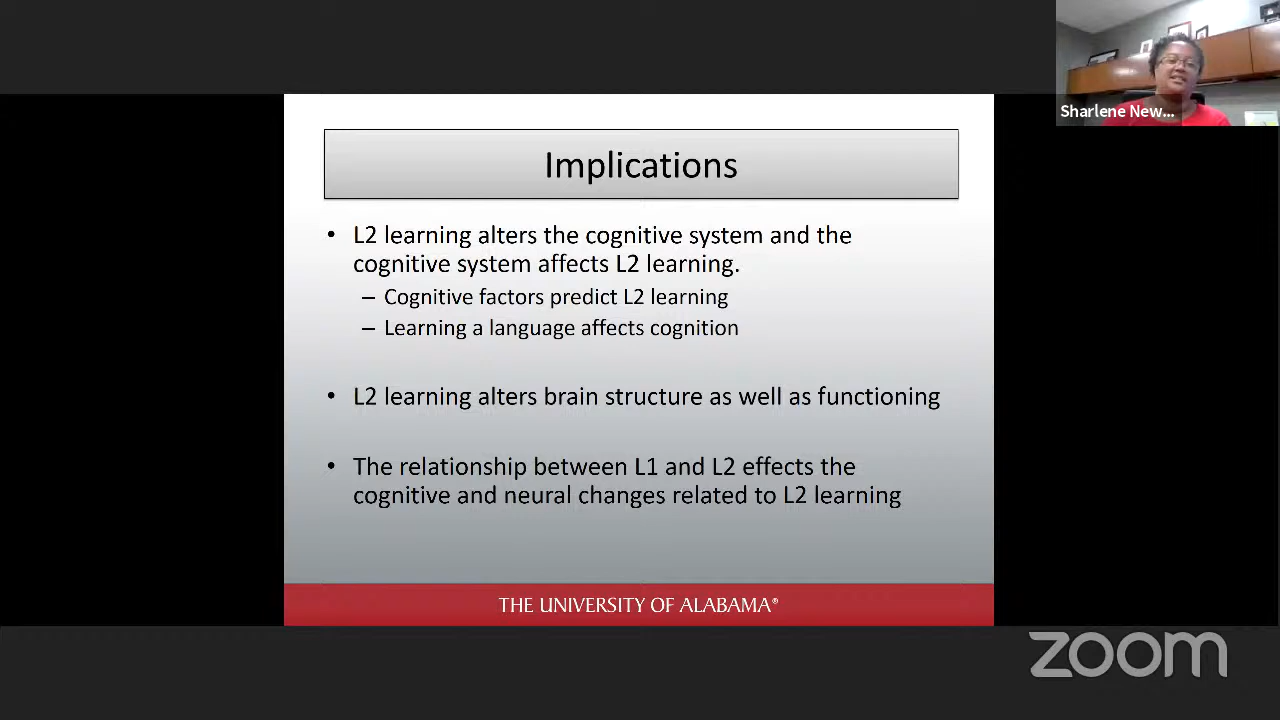 Sharlene New...
Implications
• L2 learning alters the cognitive system and the
cognitive system affects L2 learning.
– Cognitive factors predict L2 learning
– Learning a language affects cognition
• L2 learning alters brain structure as well as functioning
• The relationship between L1 and L2 effects the
cognitive and neural changes related to L2 learning
THE UNIVERSITY OF ALABAMA®
zoom